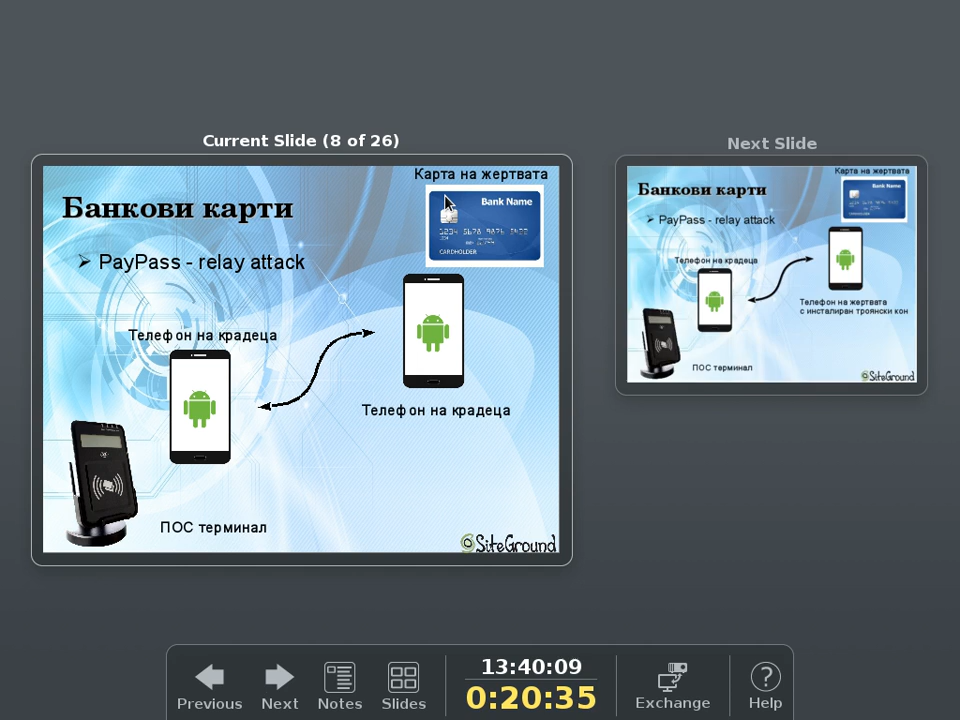 Current Slide (8 of 26)
Карта на жертвата
Банкови карти
Bank Name
CARDHOLDER
PayPass - relay attack
Телефон на крадеца
Телефон на крадеца
ПОС терминал
SiteGround
Next Slide
Карта на жертвата
Банкови карти
Bank Name
PayPass - relay attack
Телефон на крадеца
Телефон на жертвата
с инсталиран троянски кон
ПОС терминал
SiteGround
Previous
Next
Notes
Slides
13:40:09
0:20:35
Exchange
Help